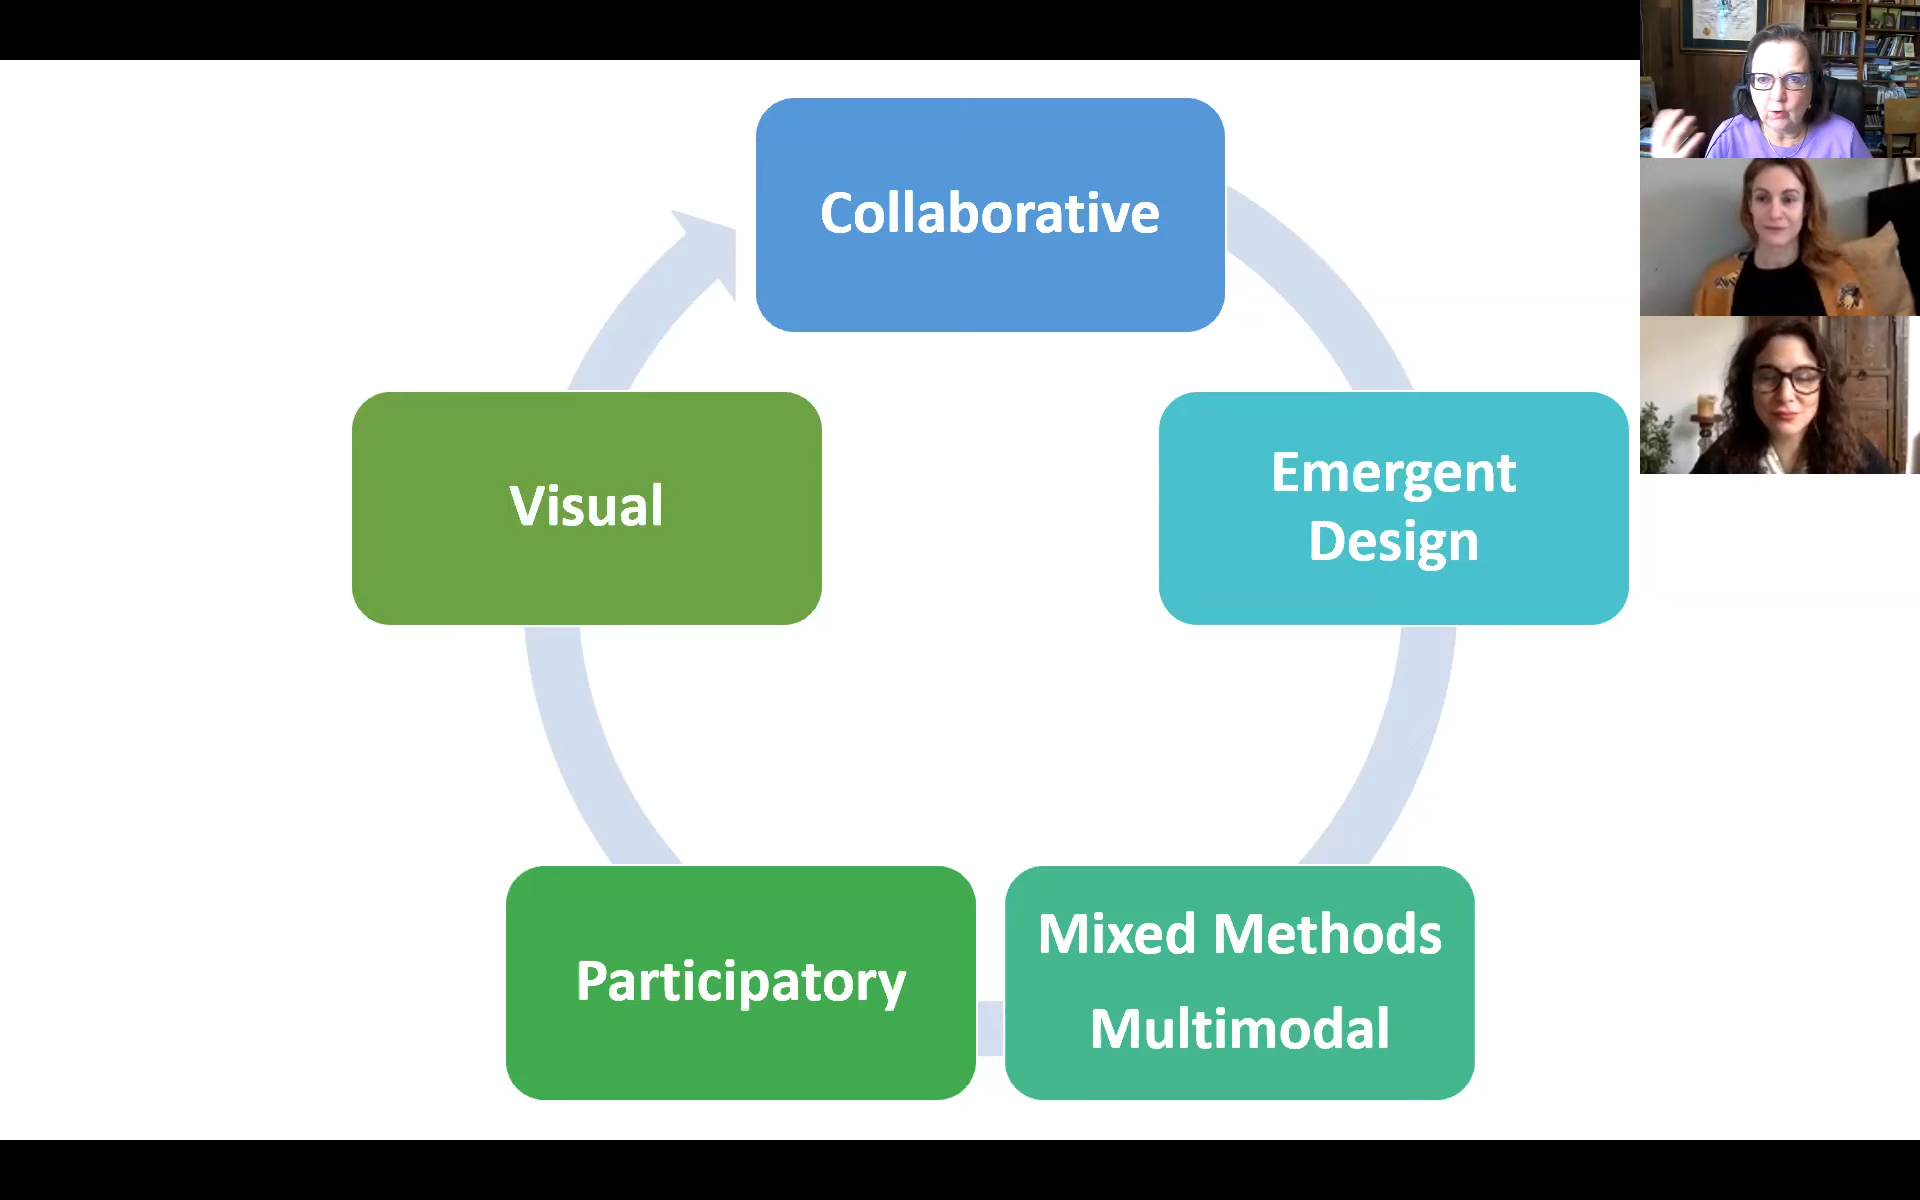 Collaborative
Emergent
Design
Mixed Methods
Multimodal
Participatory
Visual